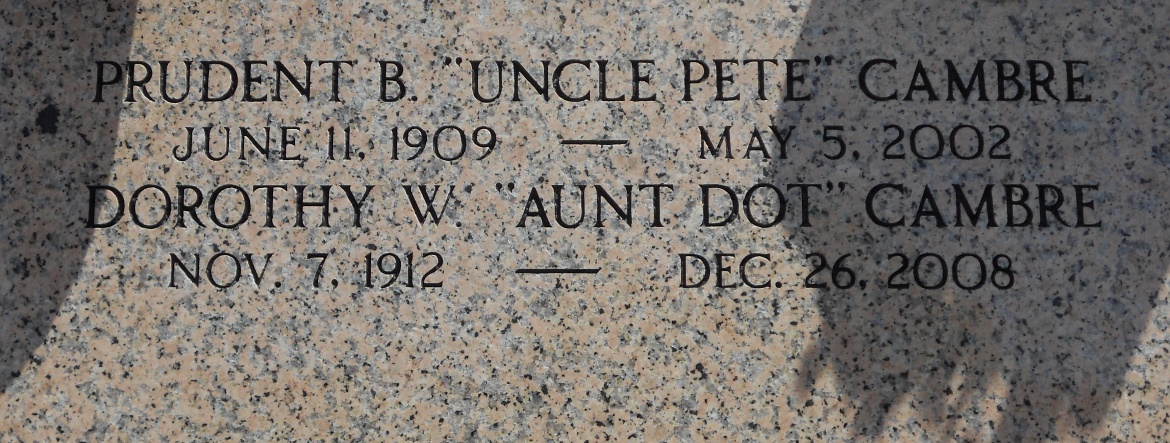 PRUDENT B. "UNCLE PETE" CAMBRE
JUNE 11, 1909 — MAY 5, 2002
DOROTHY W. "AUNT DOT" CAMBRE
NOV. 7, 1912 — DEC. 26, 2008